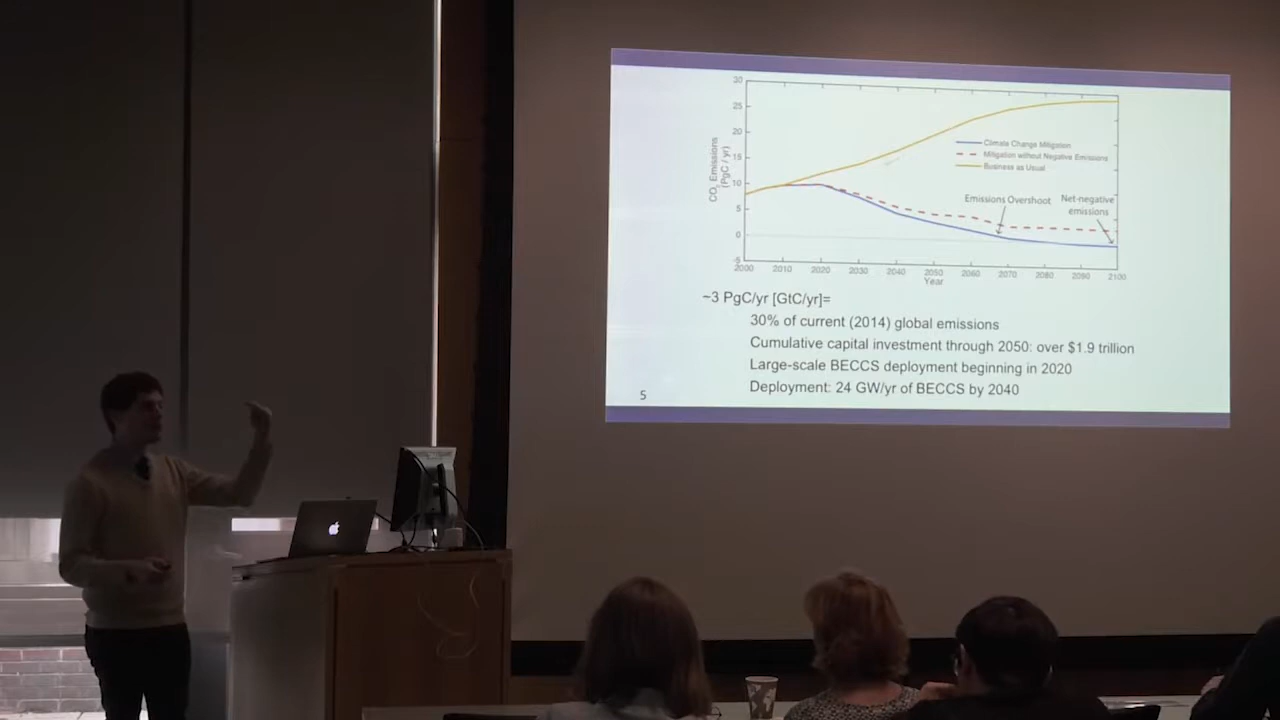 30
25
20
15
10
5
0
-5
CO2 Emissions
(PgC / yr)
Climate Change Mitigation
Mitigation without Negative Emissions
Business as Usual
Emissions Overshoot
Net-negative
emissions
2000 2010 2020 2030 2040 2050 2060 2070 2080 2090 2100
Year
~3 PgC/yr [GtC/yr]=
30% of current (2014) global emissions
Cumulative capital investment through 2050: over $1.9 trillion
Large-scale BECCS deployment beginning in 2020
Deployment: 24 GW/yr of BECCS by 2040
5